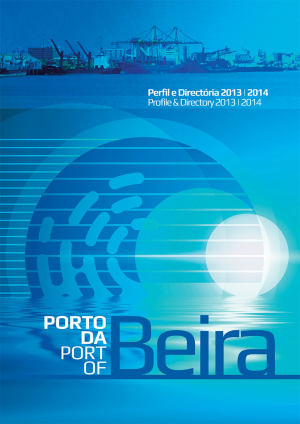 Perfil e Directória 2013 | 2014
Profile & Directory 2013 | 2014
PORTO
DA
PORT
OF
Beira